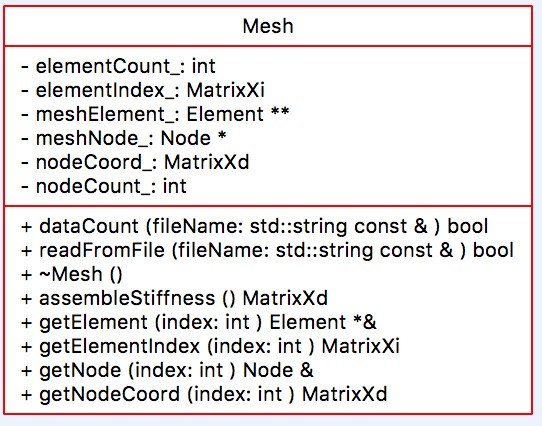 Mesh
- elementCount_: int
- elementIndex_: MatrixXi
- meshElement_: Element **
- meshNode_: Node *
- nodeCoord_: MatrixXd
- nodeCount_: int
+ dataCount (fileName: std::string const & ) bool
+ readFromFile (fileName: std::string const & ) bool
+ ~Mesh ()
+ assembleStiffness () MatrixXd
+ getElement (index: int ) Element *&
+ getElementIndex (index: int ) MatrixXi
+ getNode (index: int ) Node &
+ getNodeCoord (index: int ) MatrixXd